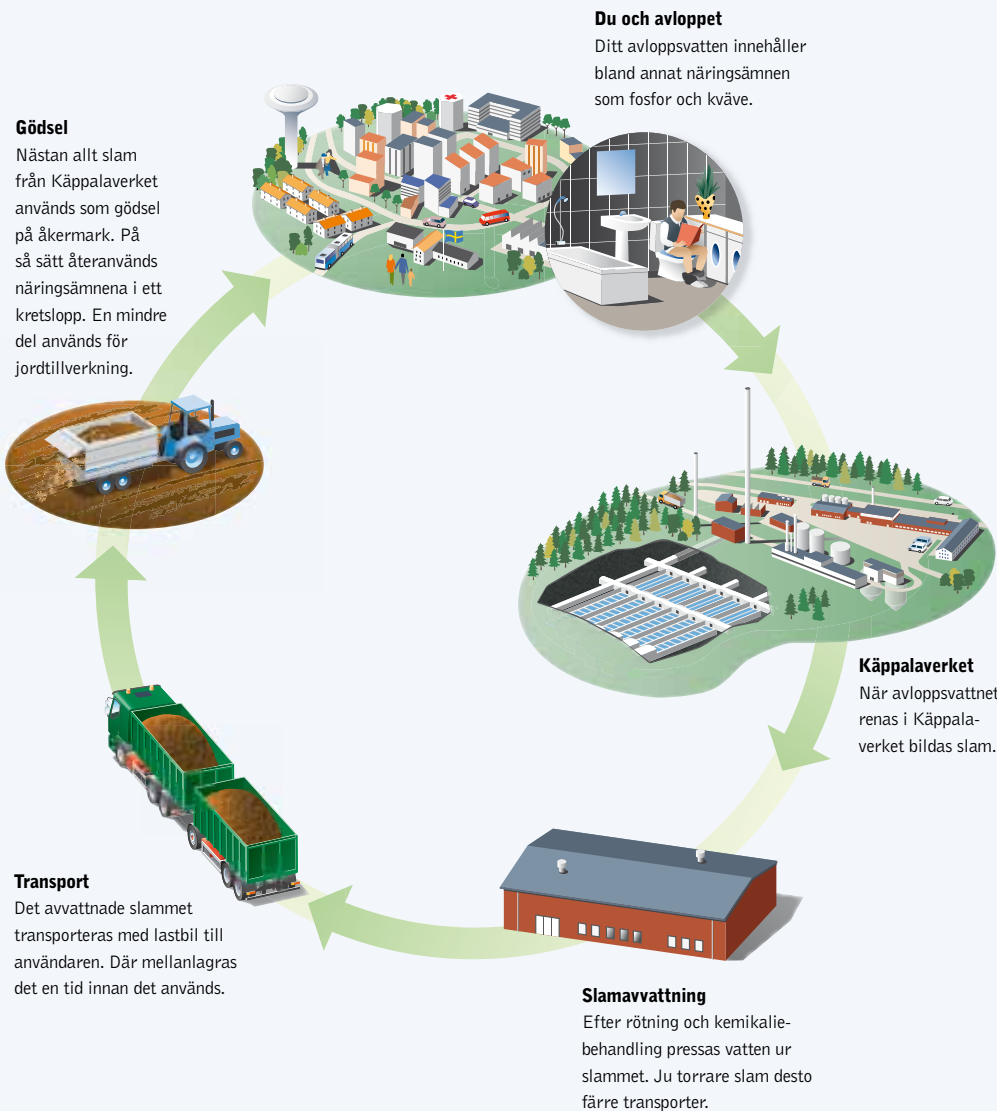 Du och avloppet
Ditt avloppsvatten innehåller
bland annat näringsämnen
som fosfor och kväve.
Käppalaverket
När avloppsvattnet
renas i Käppala-
verket bildas slam.
Slamavvattning
Efter rötning och kemikalie-
behandling pressas vatten ur
slammet. Ju torrare slam desto
färre transporter.
Transport
Det avvattnade slammet
transporteras med lastbil till
användaren. Där mellanlagras
det en tid innan det används.
Gödsel
Nästan allt slam
från Käppalaverket
används som gödsel
på åkermark. På
så sätt återanvänds
näringsämnena i ett
kretslopp. En mindre
del används för
jordtillverkning.